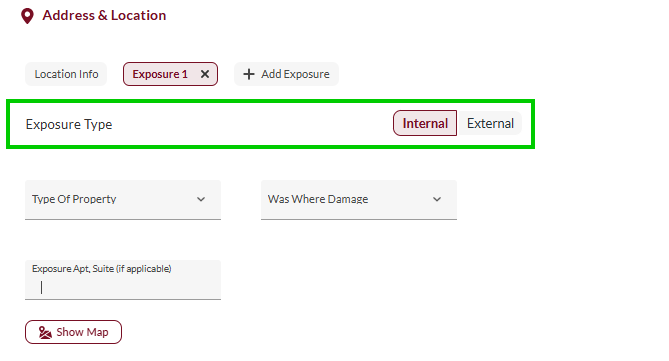 Address & Location
Location Info Exposure 1 Add Exposure
Exposure Type Internal External
Type Of Property Was Where Damage
Exposure Apt, Suite (if applicable)
Show Map